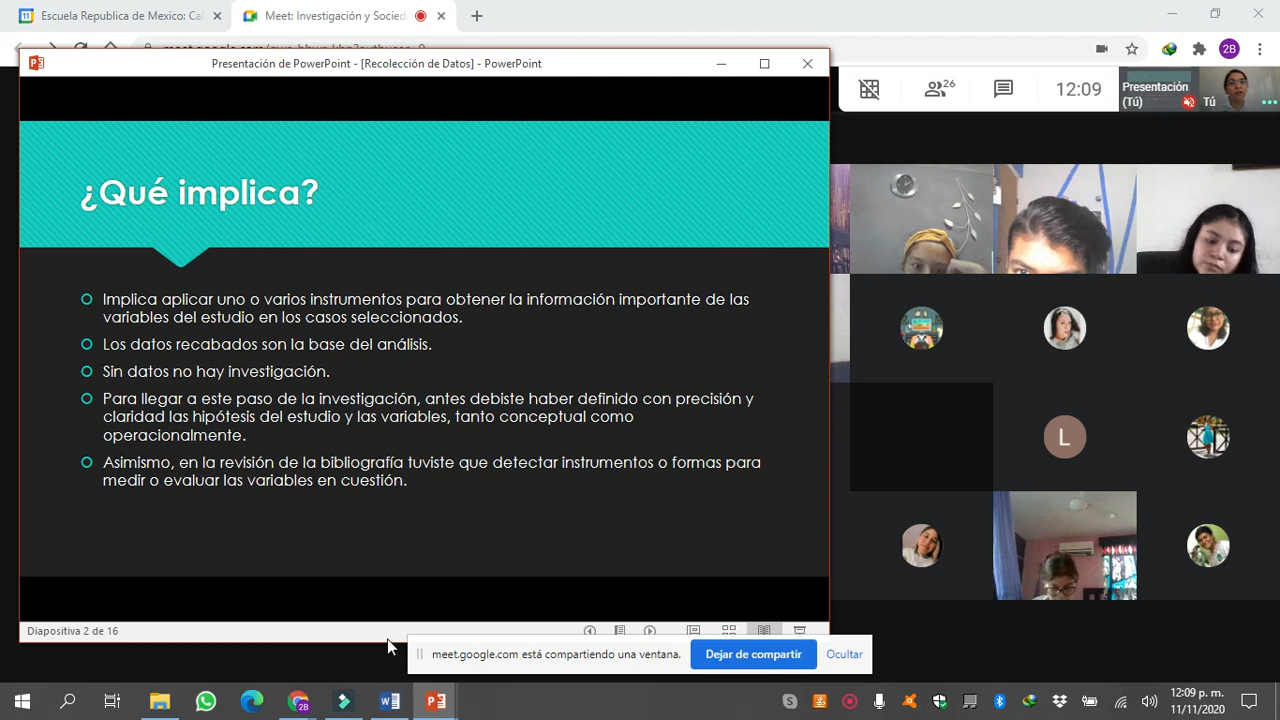 Escuela Republica de Mexico: Cal
Meet: Investigación y Socied
2B
Presentación de PowerPoint - [Recolección de Datos] - PowerPoint
26
12:09
Presentación
(Tú)
Tú
¿Qué implica?
Implica aplicar uno o varios instrumentos para obtener la información importante de las
variables del estudio en los casos seleccionados.
Los datos recabados son la base del análisis.
Sin datos no hay investigación.
Para llegar a este paso de la investigación, antes debiste haber definido con precisión y
claridad las hipótesis del estudio y las variables, tanto conceptual como
operacionalmente.
Asimismo, en la revisión de la bibliografía tuviste que detectar instrumentos o formas para
medir o evaluar las variables en cuestión.
L
Diapositiva 2 de 16
meet.google.com está compartiendo una ventana.
Dejar de compartir
Ocultar
12:09 p. m.
11/11/2020